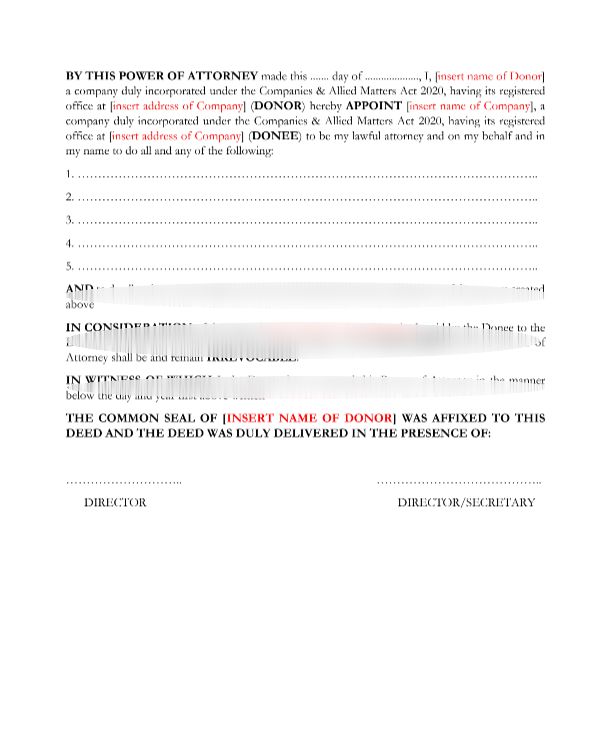 BY THIS POWER OF ATTORNEY made this ....... day of ...................., I, [insert name of Donor]
a company duly incorporated under the Companies & Allied Matters Act 2020, having its registered
office at [insert address of Company] (DONOR) hereby APPOINT [insert name of Company], a
company duly incorporated under the Companies & Allied Matters Act 2020, having its registered
office at [insert address of Company] (DONEE) to be my lawful attorney and on my behalf and in
my name to do all and any of the following:
1. ……………………………………………………………………………………………..
2. ……………………………………………………………………………………………..
3. ……………………………………………………………………………………………..
4. ……………………………………………………………………………………………..
5. ……………………………………………………………………………………………..
AND
above
IN CONSIDERATION the Donee to the
of
Attorney shall be and remain IRREVOCABLE.
IN WITNESS OF WHICH in the manner
below the day and year
THE COMMON SEAL OF [INSERT NAME OF DONOR] WAS AFFIXED TO THIS
DEED AND THE DEED WAS DULY DELIVERED IN THE PRESENCE OF:
……………………….. …………………………………..
DIRECTOR DIRECTOR/SECRETARY